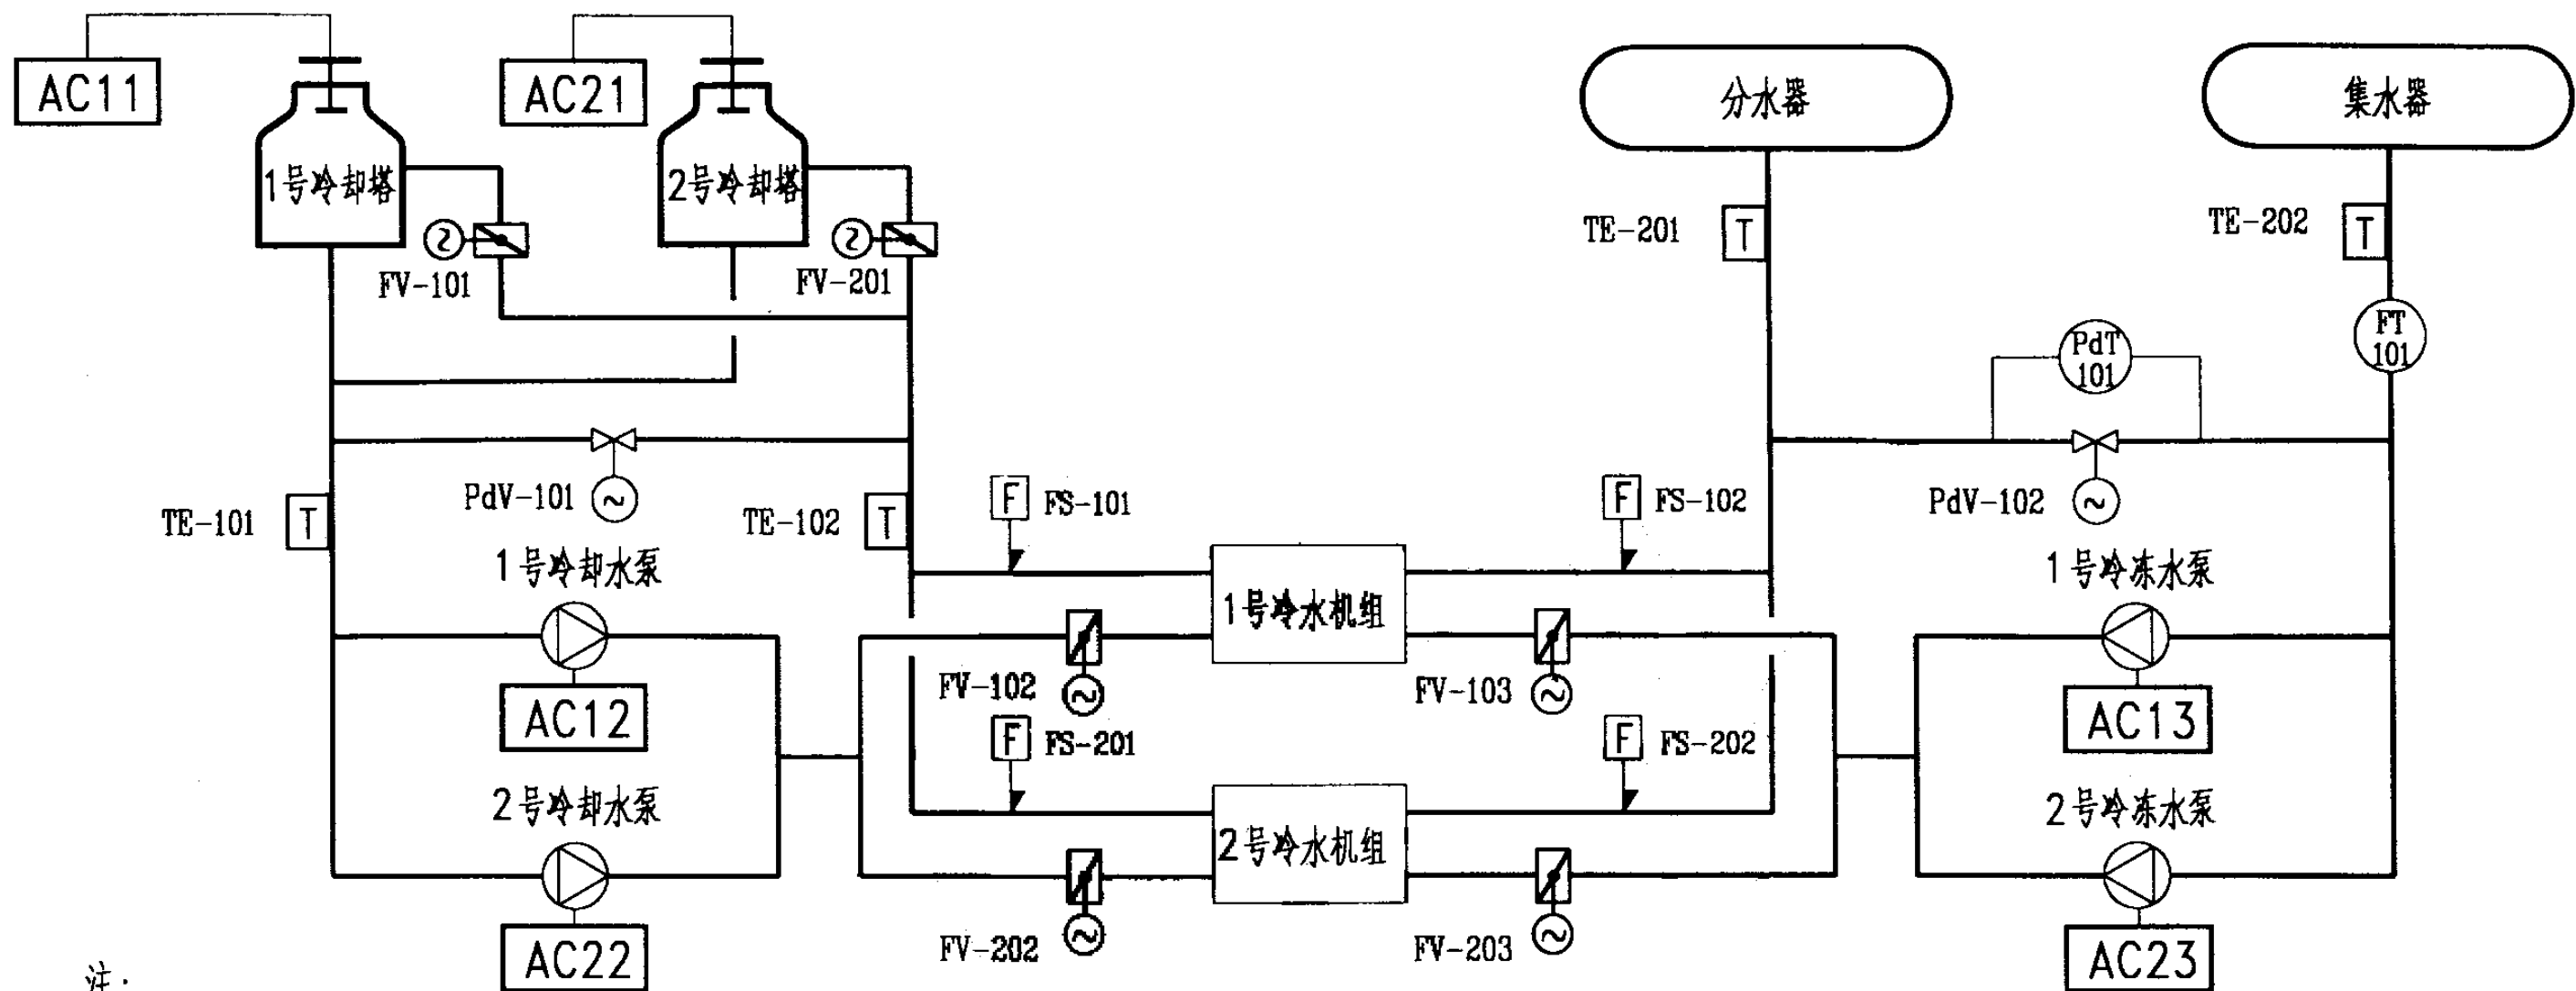 AC11
AC21
分水器
集水器
1号冷却塔
2号冷却塔
TE-201
T
TE-202
T
FV-101
FV-201
FT
101
PdT
101
PdV-101
TE-101
T
TE-102
T
F
FS-101
F
FS-102
PdV-102
1号冷却水泵
1号冷冻水泵
1号冷水机组
FV-102
FV-103
AC12
AC13
F
FS-201
F
FS-202
2号冷却水泵
2号冷冻水泵
2号冷水机组
FV-202
FV-203
AC22
AC23
注: